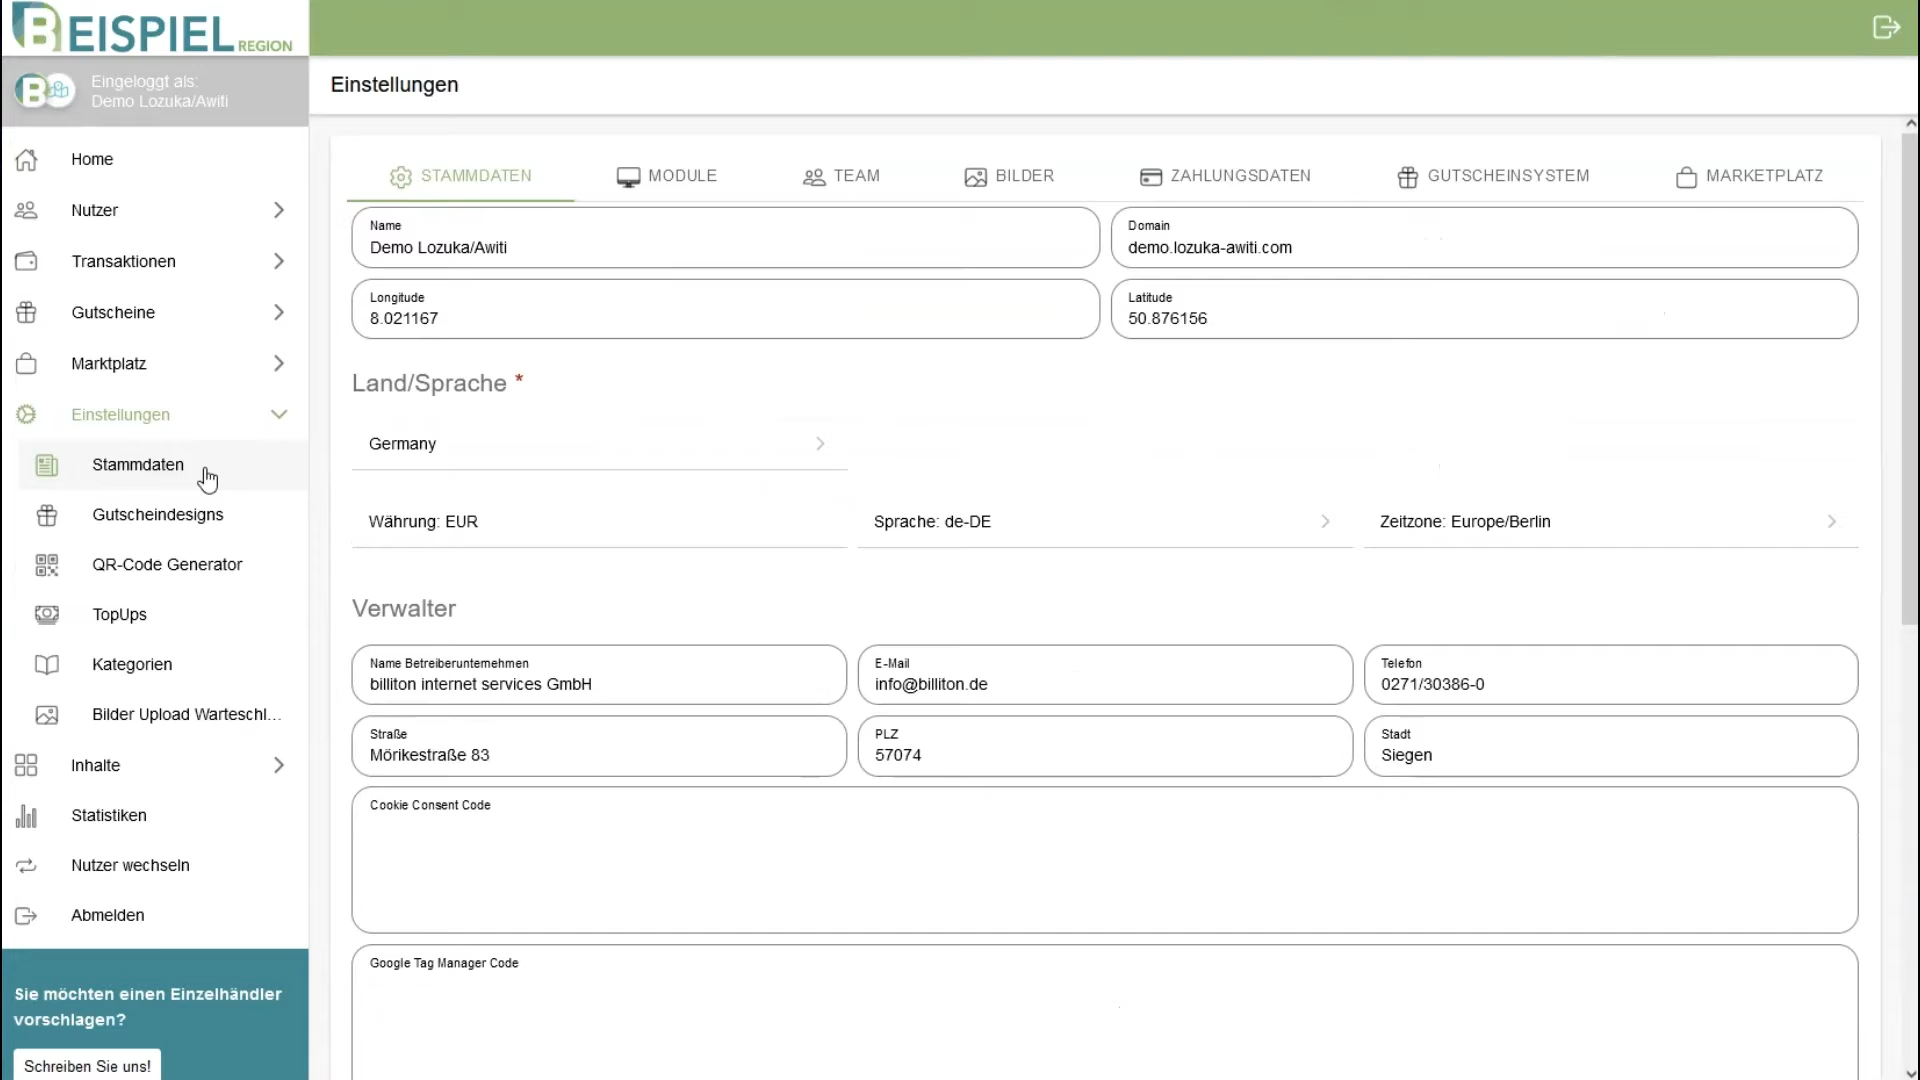 BEISPIEL REGION
Eingeloggt als:
Demo Lozuka/Awiti
Home
Nutzer
Transaktionen
Gutscheine
Marktplatz
Einstellungen
Stammdaten
Gutscheindesigns
QR-Code Generator
TopUps
Kategorien
Bilder Upload Warteschl...
Inhalte
Statistiken
Nutzer wechseln
Abmelden
Sie möchten einen Einzelhändler
vorschlagen?
Schreiben Sie uns!
Einstellungen
STAMMDATEN MODULE TEAM BILDER ZAHLUNGSDATEN GUTSCHEINSYSTEM MARKETPLATZ
Name
Demo Lozuka/Awiti
Domain
demo.lozuka-awiti.com
Longitude
8.021167
Latitude
50.876156
Land/Sprache *
Germany
Währung: EUR
Sprache: de-DE
Zeitzone: Europe/Berlin
Verwalter
Name Betreiberunternehmen
billiton internet services GmbH
E-Mail
info@billiton.de
Telefon
0271/30386-0
Straße
Mörikestraße 83
PLZ
57074
Stadt
Siegen
Cookie Consent Code
Google Tag Manager Code